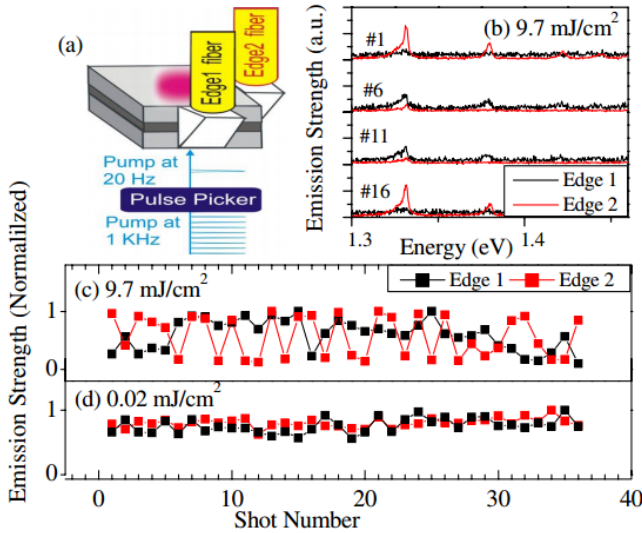 (a)
Edge1 fiber
Edge2 fiber
Pump at
20 Hz
Pulse Picker
Pump at
1 KHz
(b) 9.7 mJ/cm²
#1
#6
#11
#16
Edge 1
Edge 2
Emission Strength (a.u.)
1.3
1.4
Energy (eV)
Emission Strength (Normalilzed)
(c) 9.7 mJ/cm²
Edge 1
Edge 2
1
0
(d) 0.02 mJ/cm²
1
0
0
10
20
30
40
Shot Number